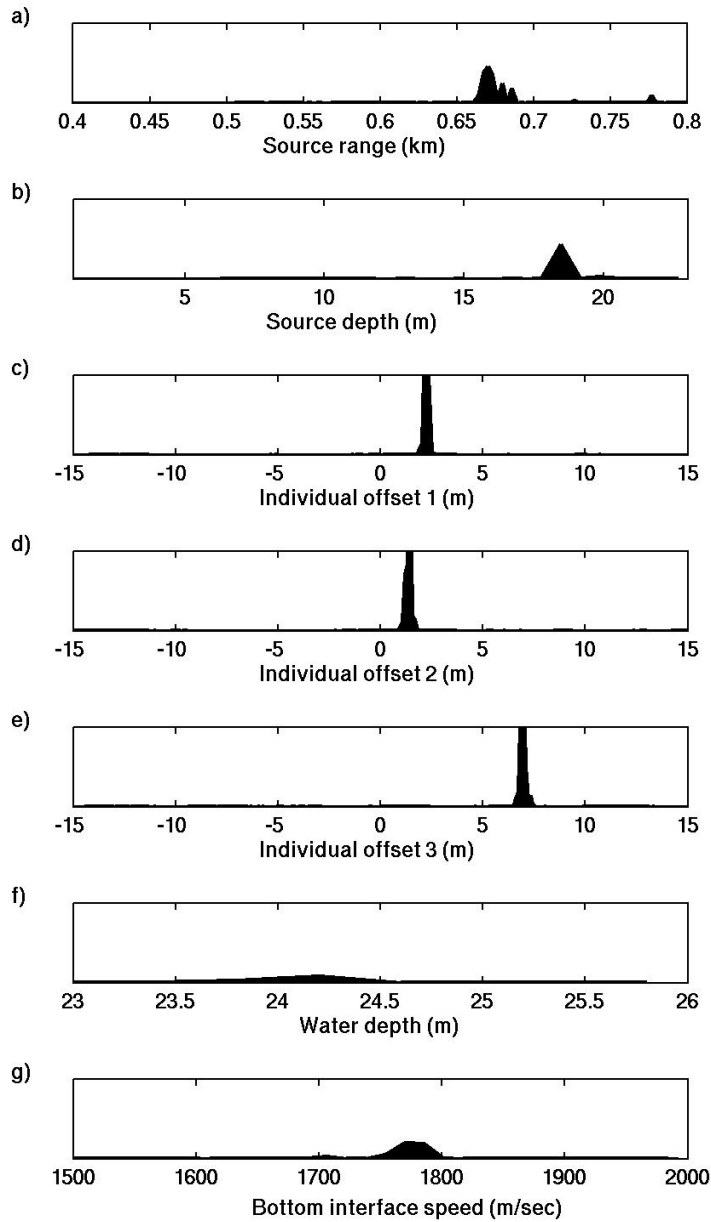 a)
0.4 0.45 0.5 0.55 0.6 0.65 0.7 0.75 0.8
Source range (km)
b)
5 10 15 20
Source depth (m)
c)
-15 -10 -5 0 5 10 15
Individual offset 1 (m)
d)
-15 -10 -5 0 5 10 15
Individual offset 2 (m)
e)
-15 -10 -5 0 5 10 15
Individual offset 3 (m)
f)
23 23.5 24 24.5 25 25.5 26
Water depth (m)
g)
1500 1600 1700 1800 1900 2000
Bottom interface speed (m/sec)